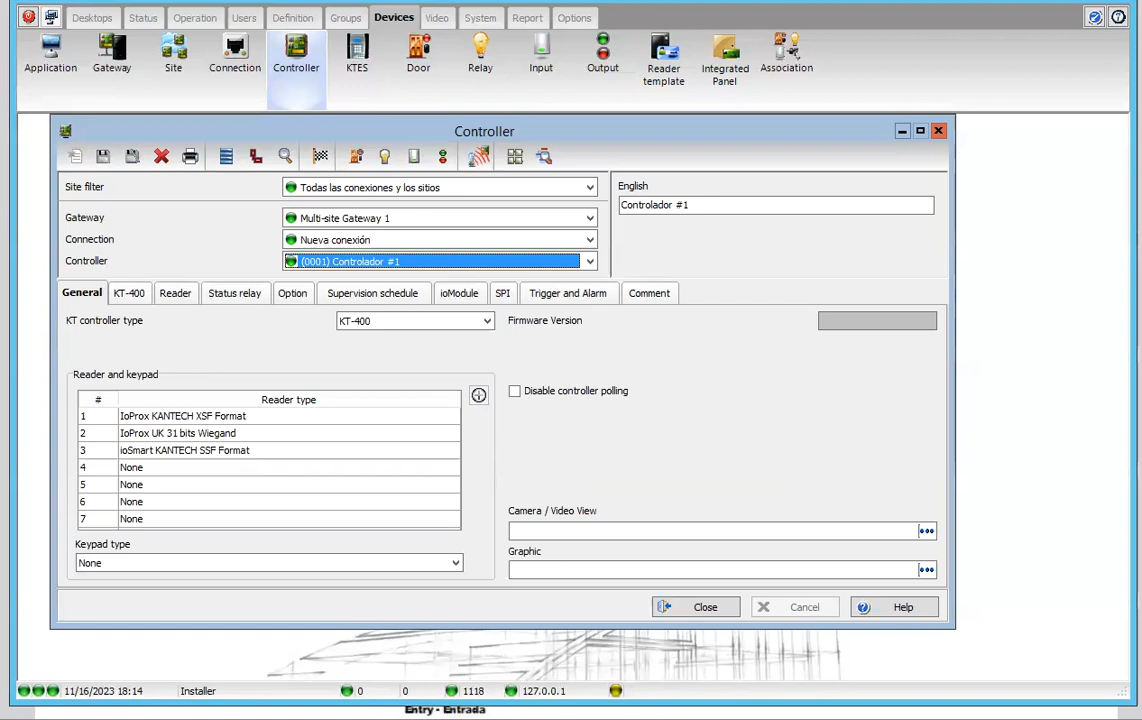 Desktops Status Operation Users Definition Groups Devices Video System Report Options
Application Gateway Site Connection Controller KTES Door Relay Input Output Reader template Integrated Panel Association
Controller
Site filter Todas las conexiones y los sitios
English
Controlador #1
Gateway Multi-site Gateway 1
Connection Nueva conexión
Controller (0001) Controlador #1
General KT-400 Reader Status relay Option Supervision schedule ioModule SPI Trigger and Alarm Comment
KT controller type KT-400 Firmware Version
Reader and keypad
# Reader type
1 IoProx KANTECH XSF Format
2 IoProx UK 31 bits Wiegand
3 ioSmart KANTECH SSF Format
4 None
5 None
6 None
7 None
Disable controller polling
Keypad type
None
Camera / Video View
Graphic
Close Cancel Help
11/16/2023 18:14 Installer 0 0 1118 127.0.0.1
Entry - Entrada